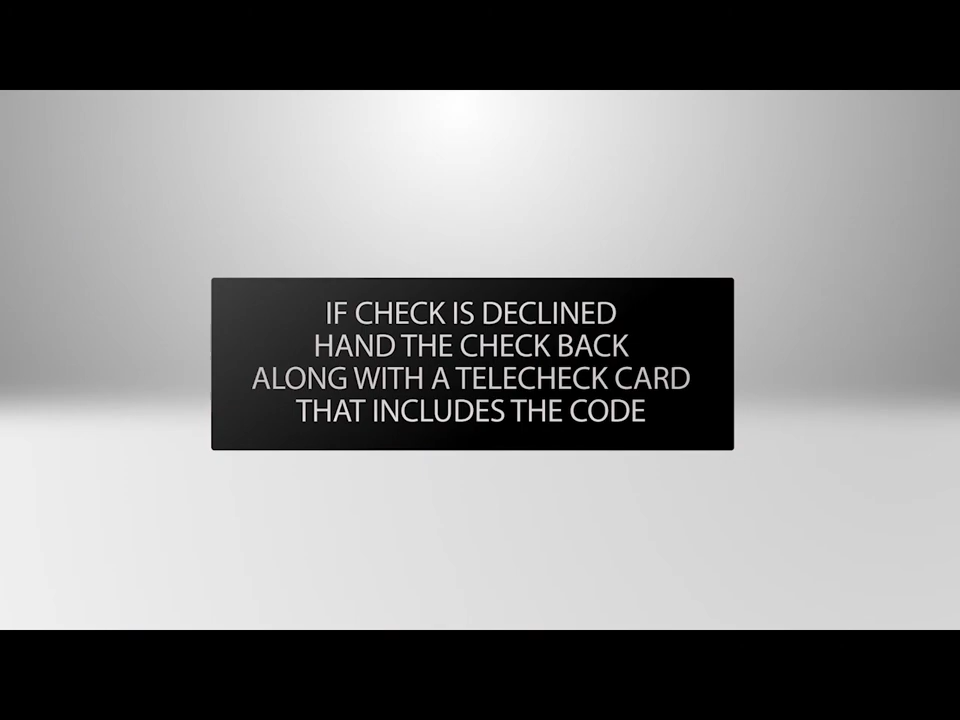 IF CHECK IS DECLINED
HAND THE CHECK BACK
ALONG WITH A TELECHECK CARD
THAT INCLUDES THE CODE